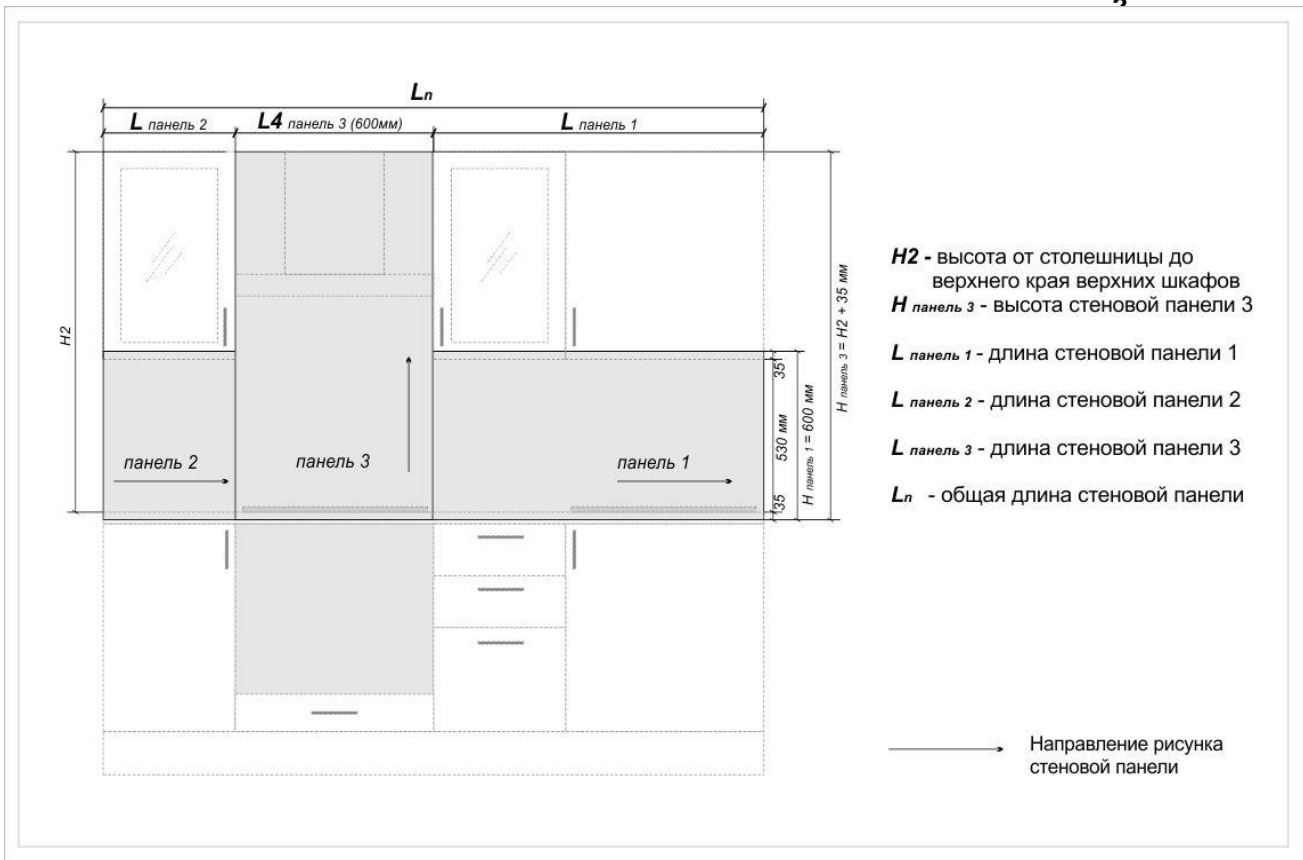 Lп
L панель 2
L4 панель 3 (600мм)
L панель 1
H2
панель 2
панель 3
панель 1
35
530 мм
35
H панель 1 = 600 мм
H панель 3 = H2 + 35 мм
H2 - высота от столешницы до
верхнего края верхних шкафов
H панель 3 - высота стеновой панели 3
L панель 1 - длина стеновой панели 1
L панель 2 - длина стеновой панели 2
L панель 3 - длина стеновой панели 3
Lп - общая длина стеновой панели
Направление рисунка
стеновой панели